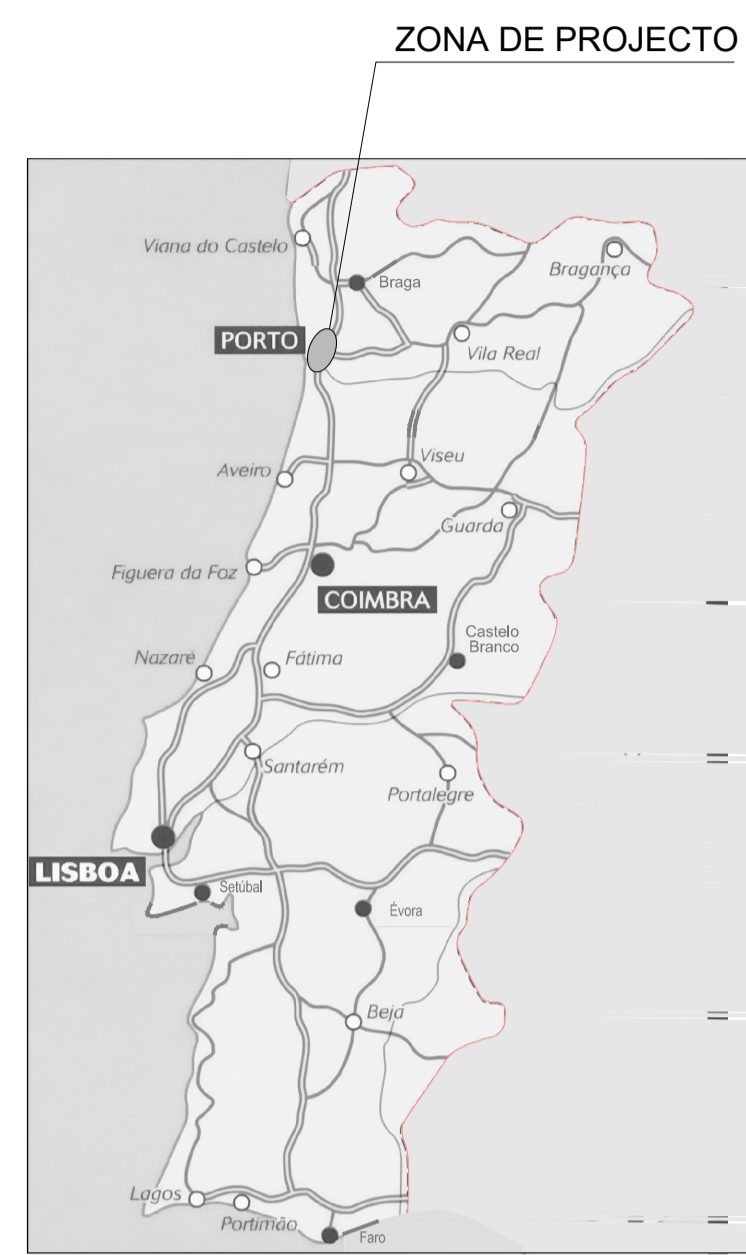 ZONA DE PROJECTO
Viana do Castelo
Bragança
Braga
PORTO
Vila Real
Viseu
Aveiro
Guarda
Figuera da Foz
COIMBRA
Castelo
Branco
Nazaré
Fátima
Santarém
Portalegre
LISBOA
Setúbal
Évora
Beja
Lagos
Portimão
Faro